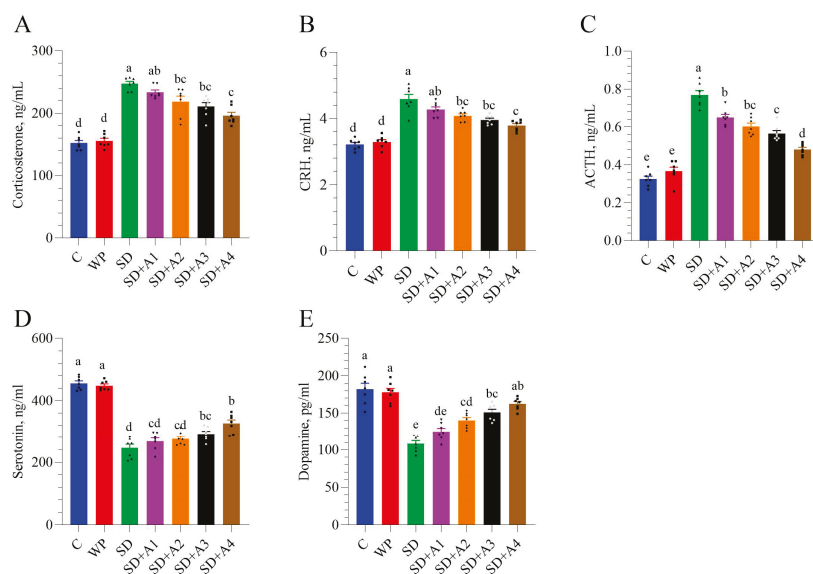 A
Corticosterone, ng/mL
300
200
100
0
d
d
a
ab
bc
bc
c
C
WP
SD
SD+A1
SD+A2
SD+A3
SD+A4
B
CRH, ng/mL
6
4
2
0
d
d
a
ab
bc
bc
c
C
WP
SD
SD+A1
SD+A2
SD+A3
SD+A4
C
ACTH, ng/mL
1.0
0.8
0.6
0.4
0.2
0.0
e
e
a
b
c
c
d
C
WP
SD
SD+A1
SD+A2
SD+A3
SD+A4
D
Serotonin, ng/ml
600
400
200
0
a
a
d
cd
cd
bc
b
C
WP
SD
SD+A1
SD+A2
SD+A3
SD+A4
E
Dopamine, pg/ml
250
200
150
100
50
0
a
a
e
de
cd
bc
ab
C
WP
SD
SD+A1
SD+A2
SD+A3
SD+A4